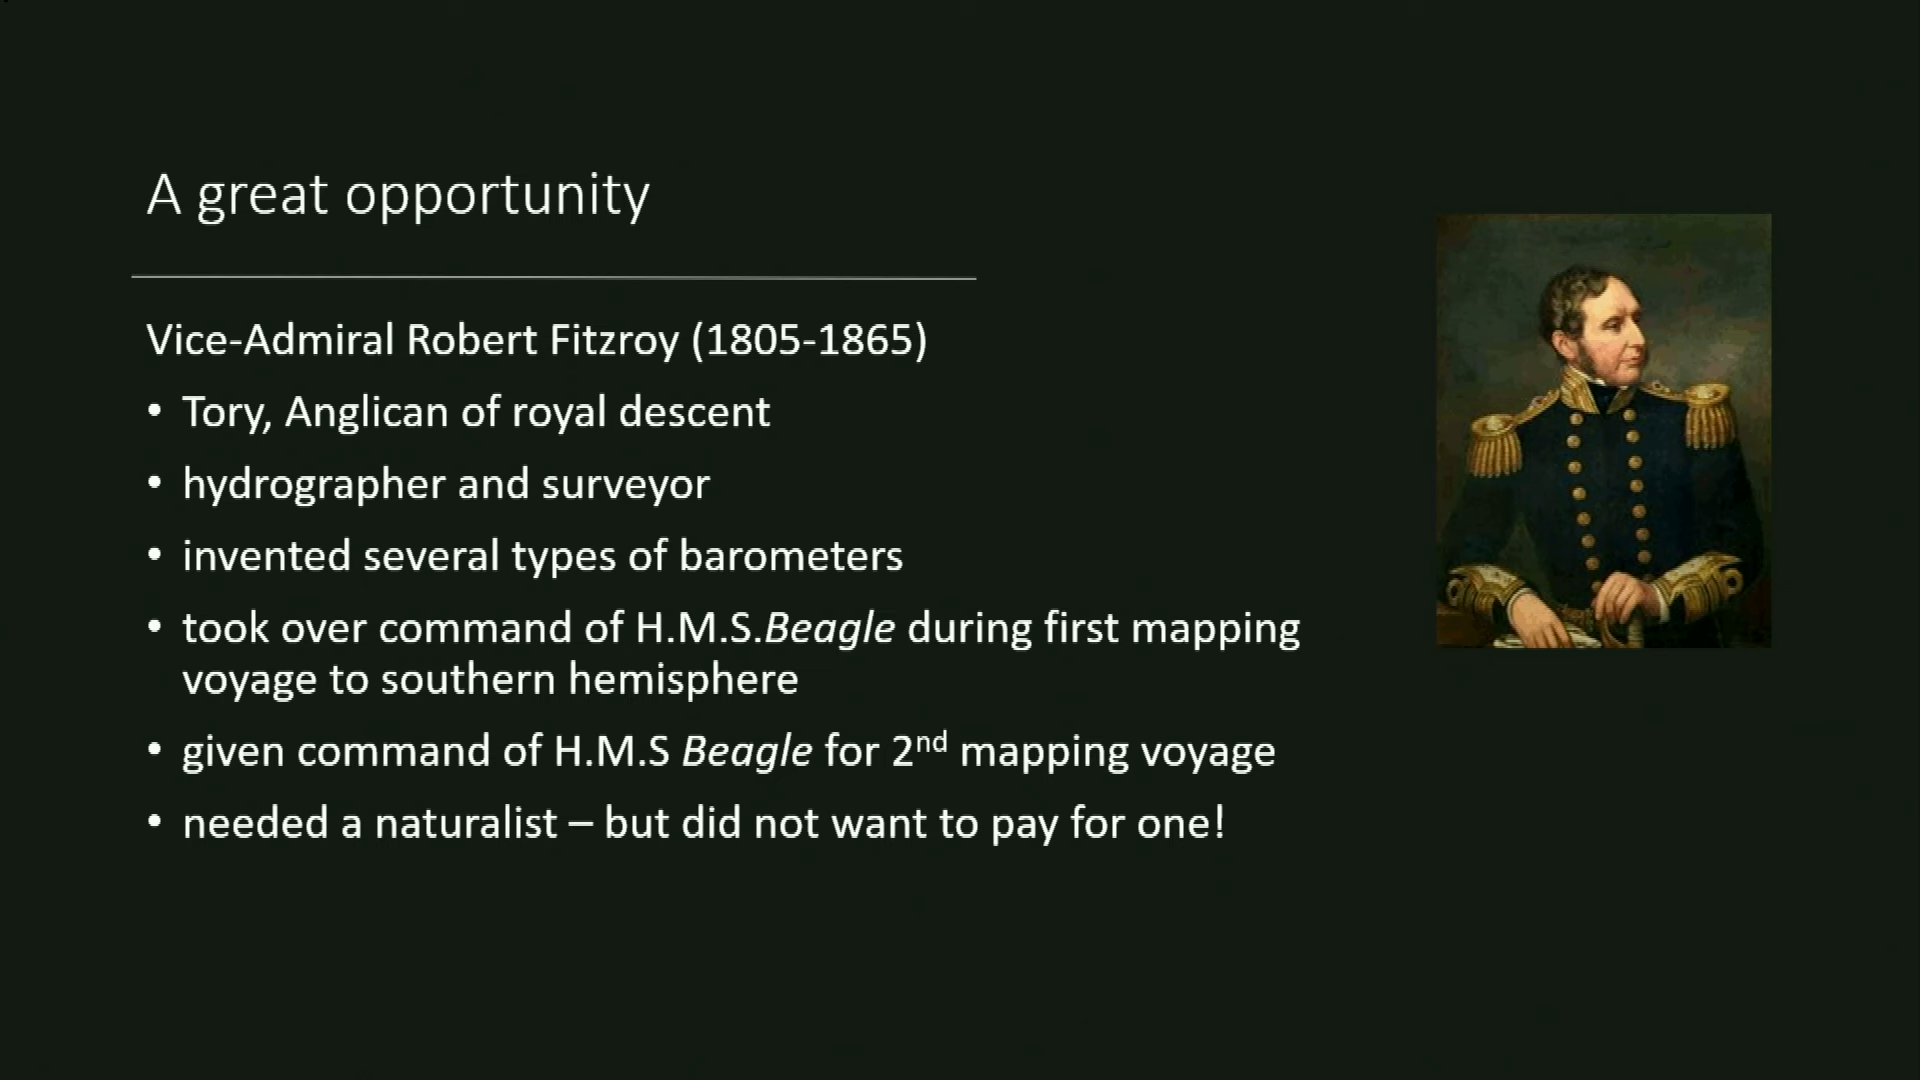 A great opportunity
Vice-Admiral Robert Fitzroy (1805-1865)
• Tory, Anglican of royal descent
• hydrographer and surveyor
• invented several types of barometers
• took over command of H.M.S.Beagle during first mapping
voyage to southern hemisphere
• given command of H.M.S Beagle for 2nd mapping voyage
• needed a naturalist – but did not want to pay for one!